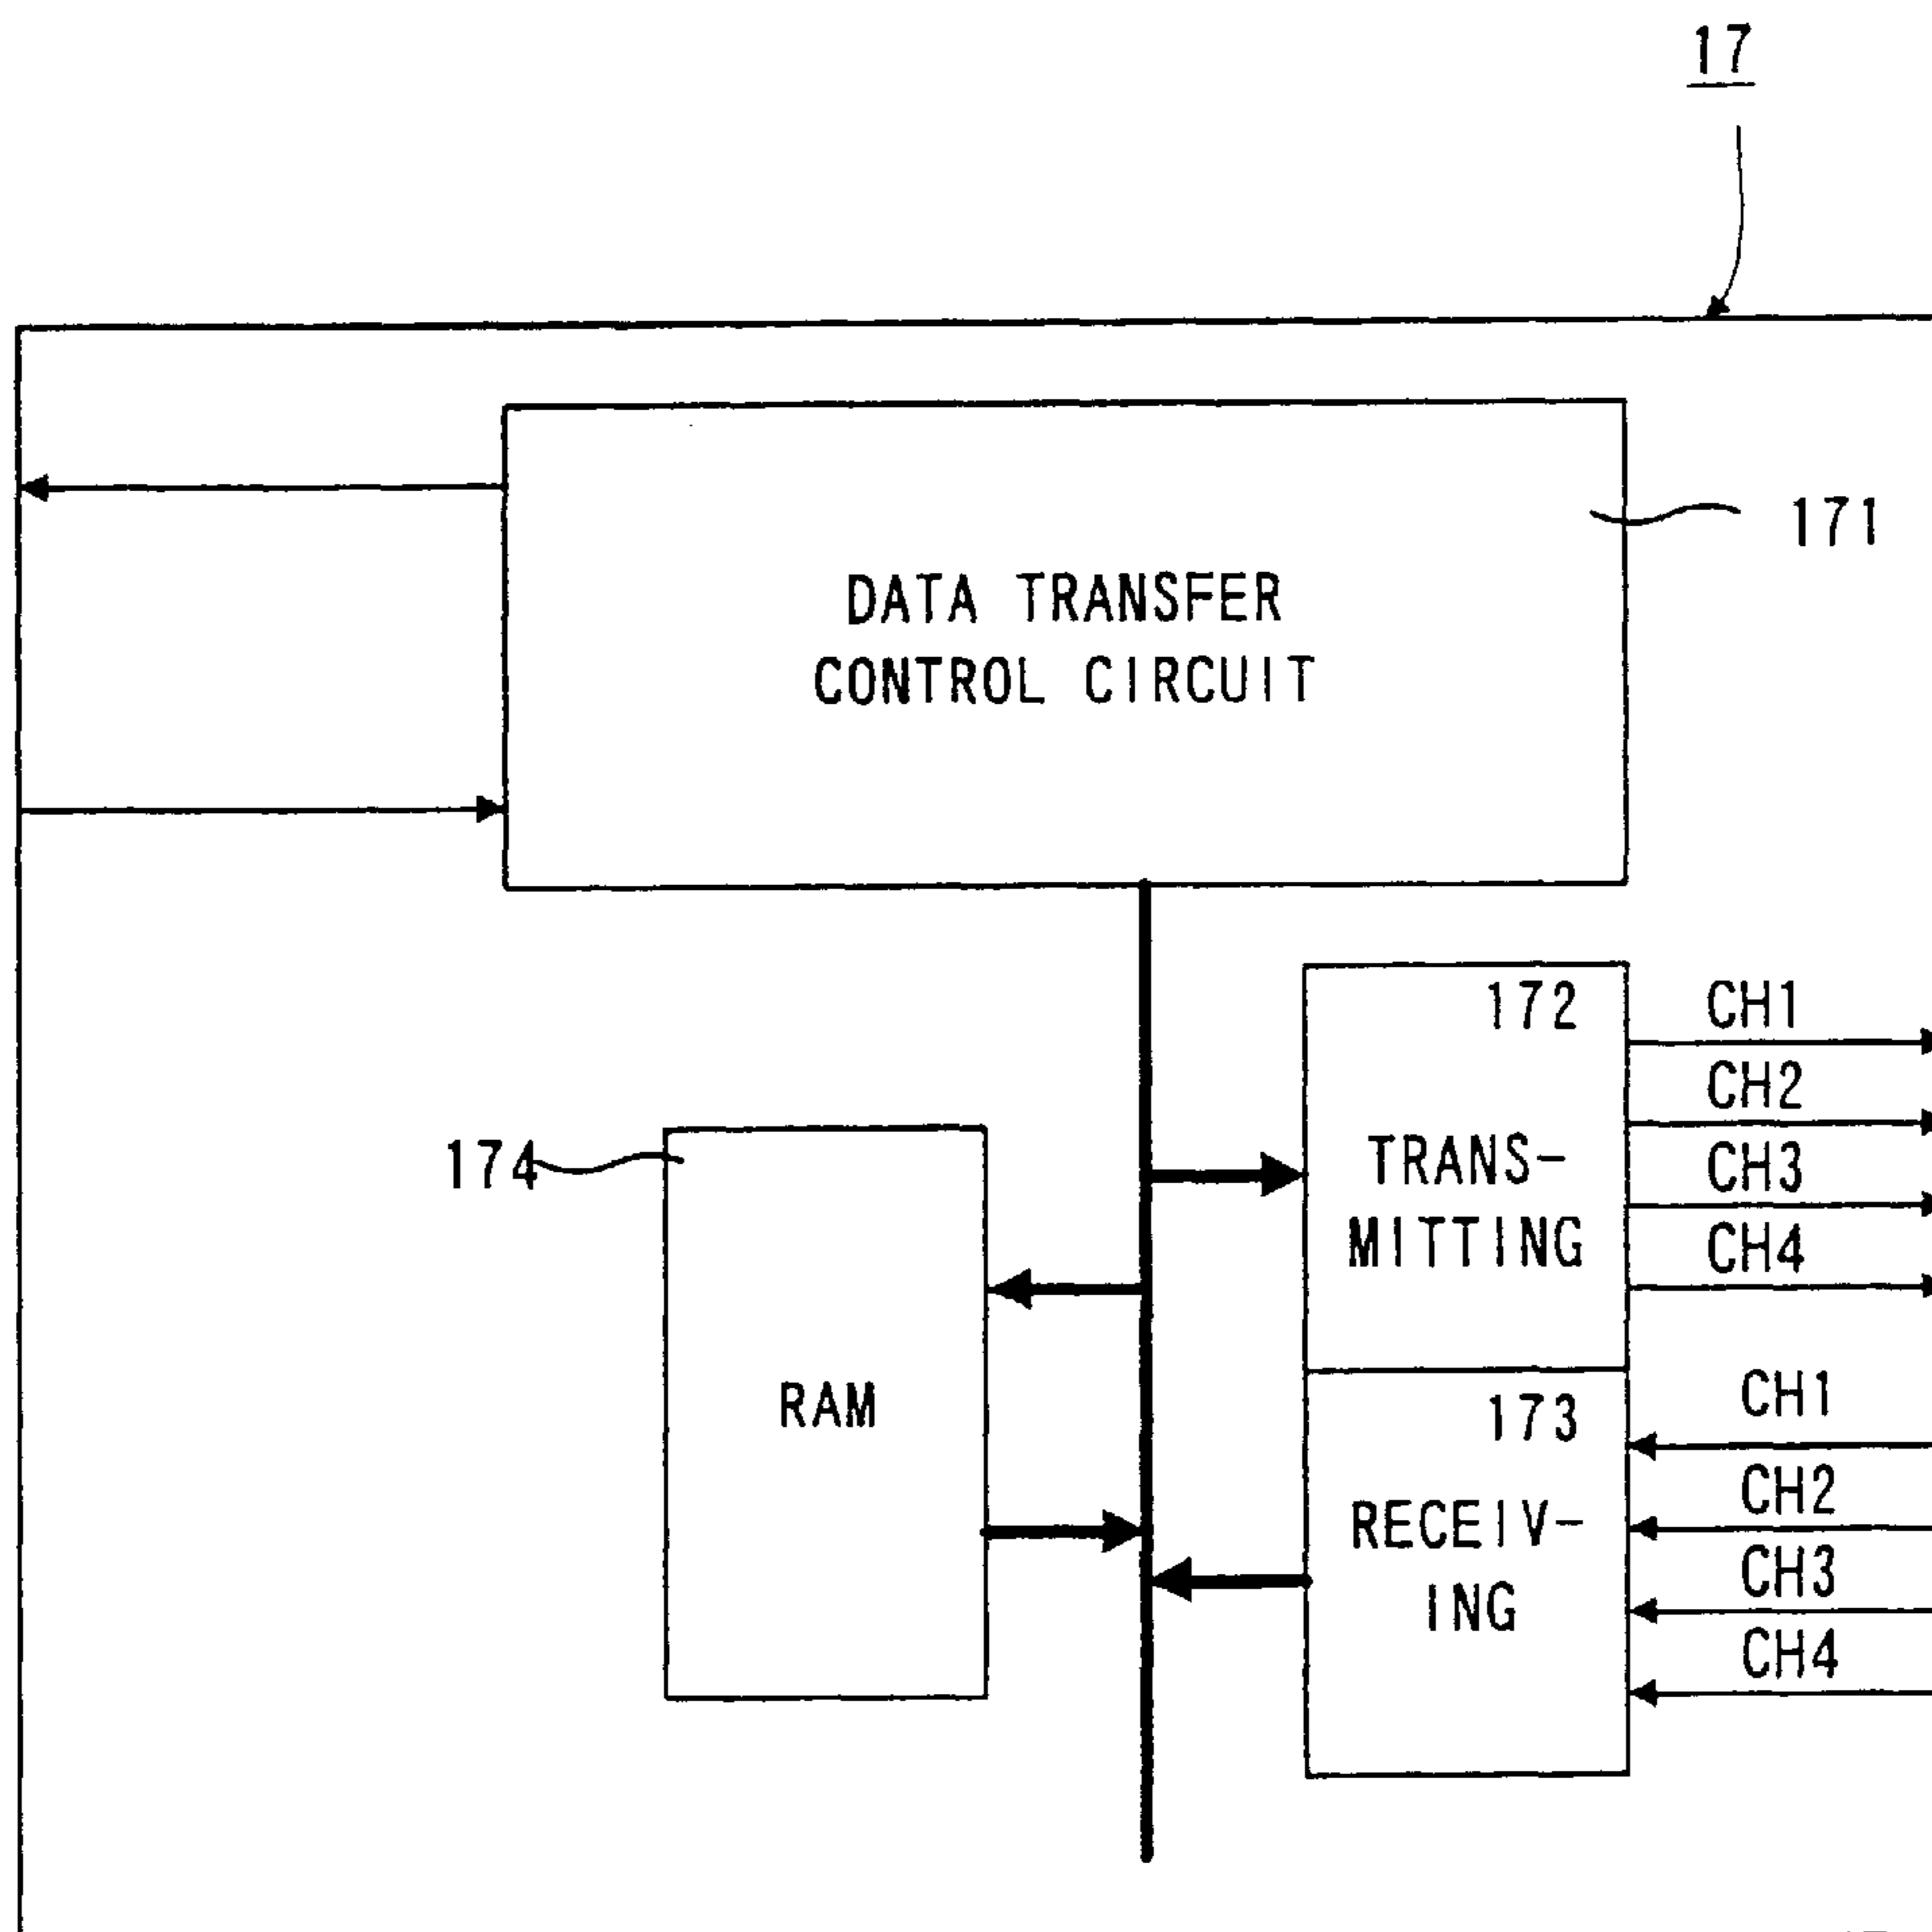 17
171
DATA TRANSFER
CONTROL CIRCUIT
172
TRANS-
MITTING
CH1
CH2
CH3
CH4
174
RAM
173
RECEIV-
ING
CH1
CH2
CH3
CH4